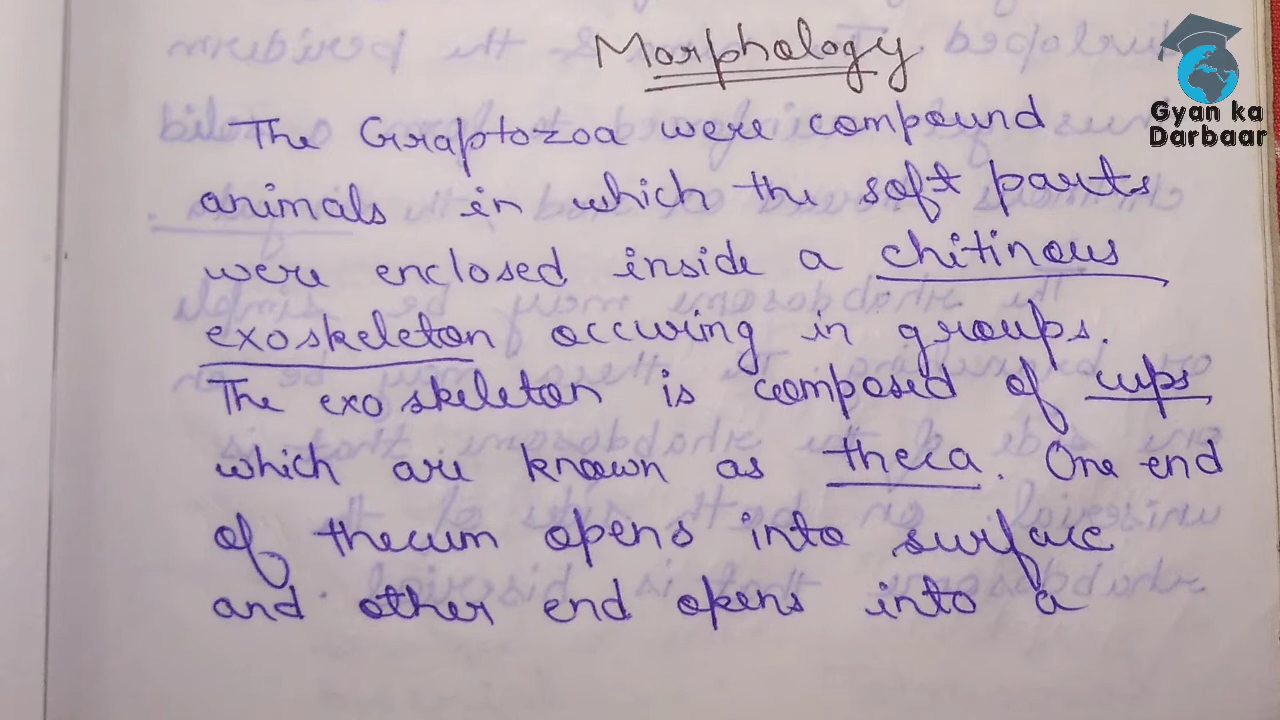 Morphology
Gyan ka
Darbaar
The Graptozoa were compound
animals in which the soft parts
were enclosed inside a chitinous
exoskeleton occuring in groups.
The exoskeleton is composed of cups
which are known as theca. One end
of thecum opens into surface
and other end opens into a